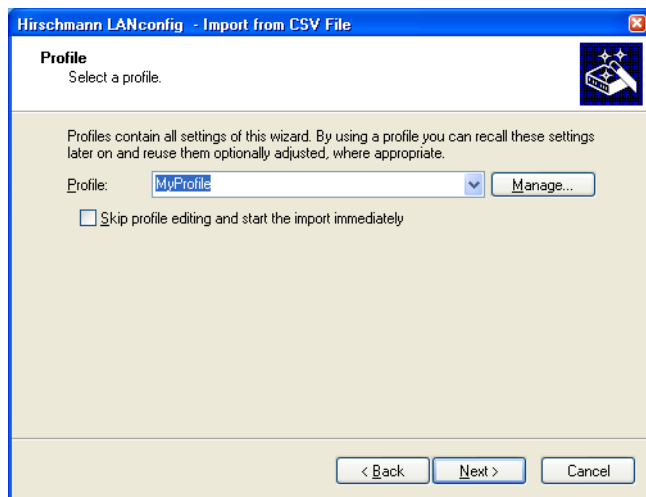 Hirschmann LANconfig - Import from CSV File
Profile
Select a profile.
Profiles contain all settings of this wizard. By using a profile you can recall these settings
later on and reuse them optionally adjusted, where appropriate.
Profile: MyProfile Manage...
Skip profile editing and start the import immediately
< Back Next > Cancel